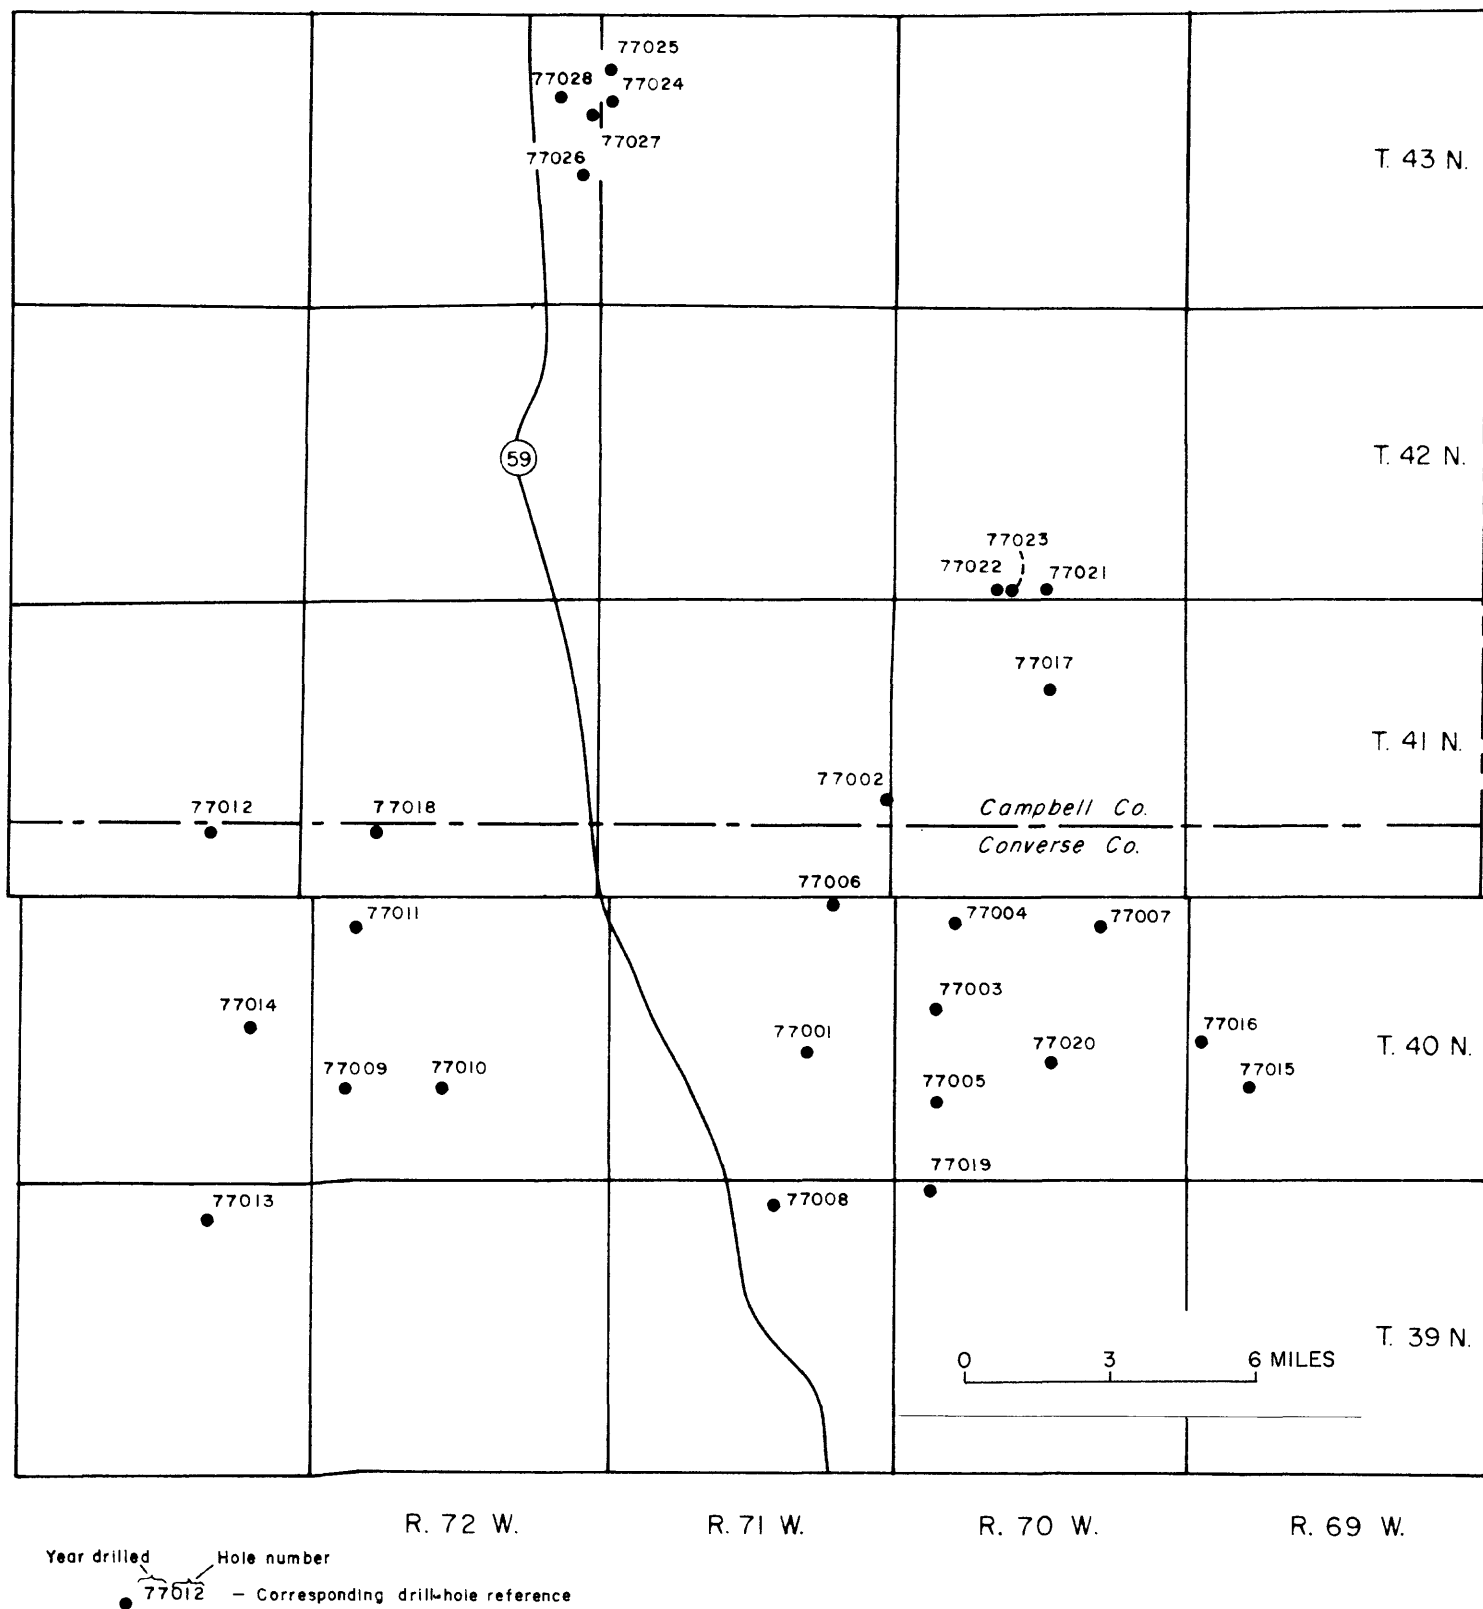 77025
77028
77024
77027
77026
T. 43 N.
59
T. 42 N.
77023
77022
77021
77017
T. 41 N.
77002
77012
77018
Campbell Co.
Converse Co.
77006
77011
77004
77007
77014
77003
77001
77016
T. 40 N.
77020
77009
77010
77005
77015
77019
77013
77008
T. 39 N.
0 3 6 MILES
R. 72 W. R. 71 W. R. 70 W. R. 69 W.
Year drilled Hole number
77012 – Corresponding drill-hole reference